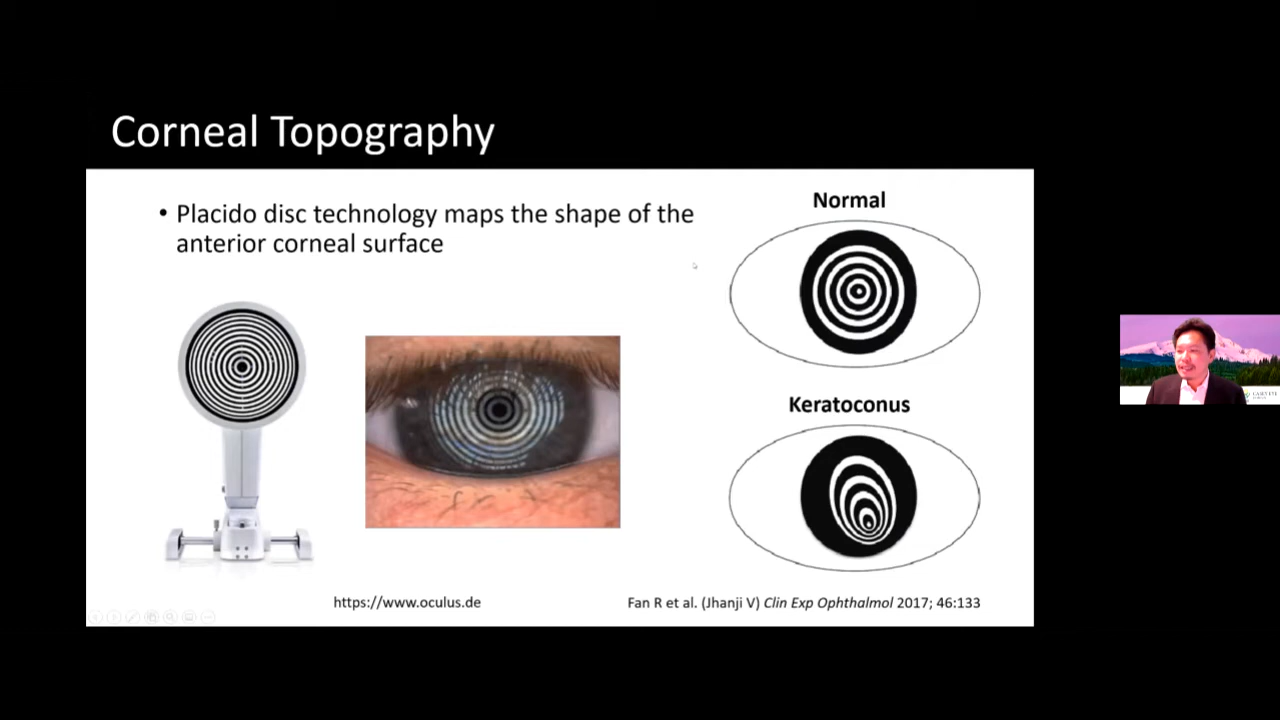 Corneal Topography
• Placido disc technology maps the shape of the
anterior corneal surface
Normal
Keratoconus
https://www.oculus.de
Fan R et al. (Jhanji V) Clin Exp Ophthalmol 2017; 46:133